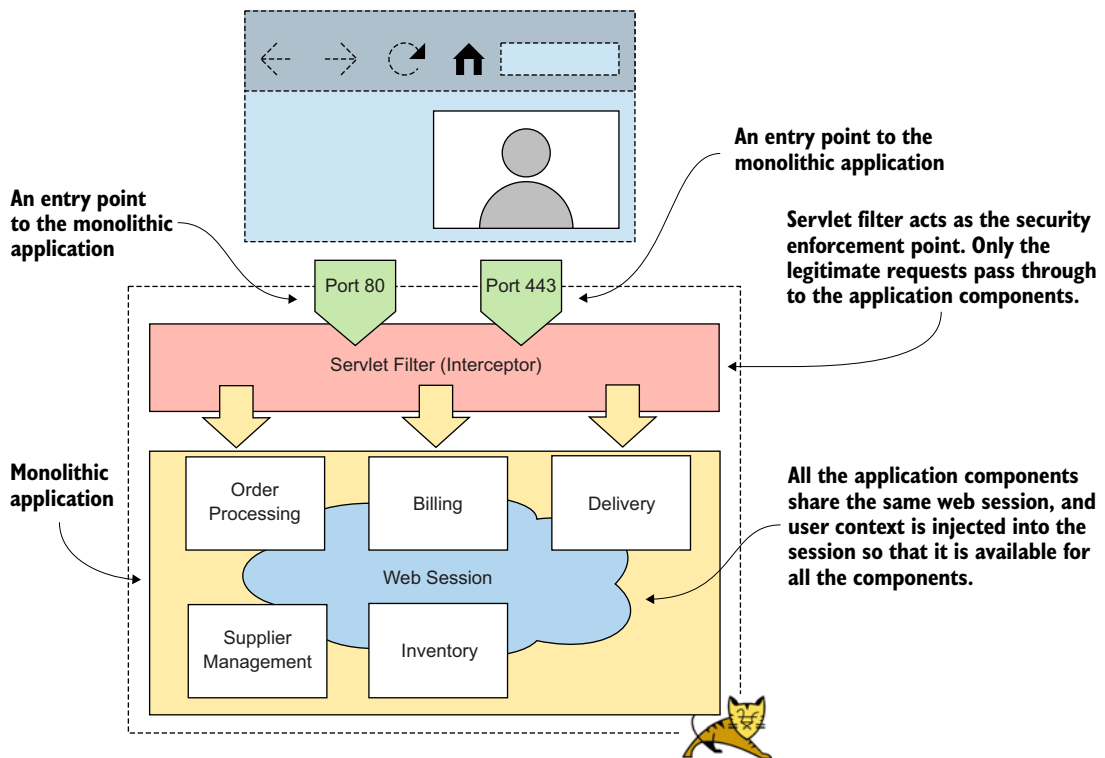 An entry point to the
monolithic application
An entry point
to the monolithic
application
Servlet filter acts as the security
enforcement point. Only the
legitimate requests pass through
to the application components.
Port 80
Port 443
Servlet Filter (Interceptor)
Monolithic
application
Order
Processing
Billing
Delivery
All the application components
share the same web session, and
user context is injected into the
session so that it is available for
all the components.
Web Session
Supplier
Management
Inventory